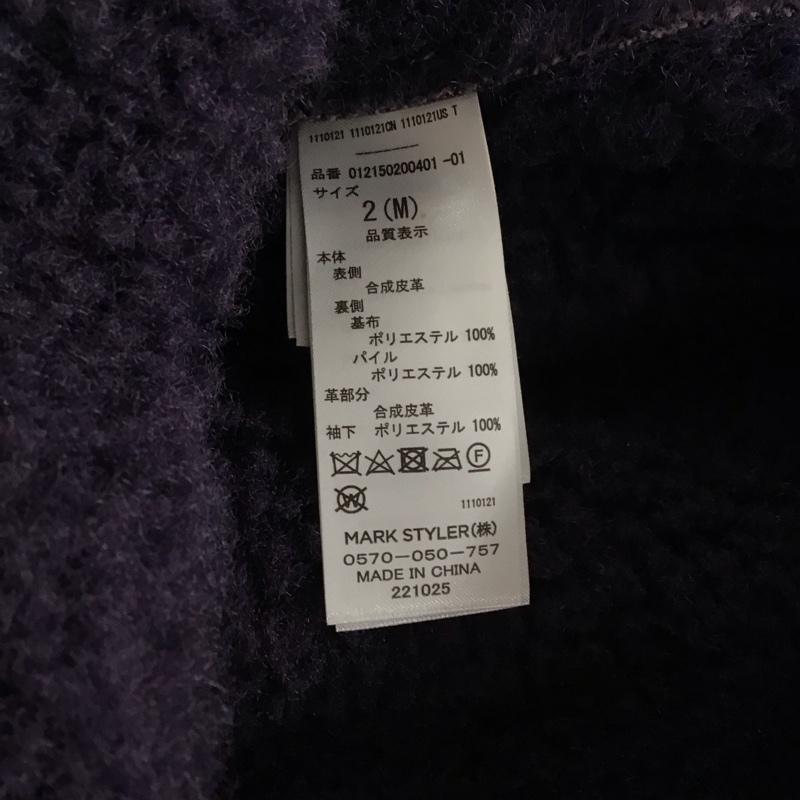 1110121 1110121CN 1110121US T
品番 012150200401 -01
サイズ
2(M)
品質表示
本体
表側
合成皮革
裏側
基布
ポリエステル 100%
パイル
ポリエステル 100%
革部分
合成皮革
袖下 ポリエステル 100%
F
W
1110121
MARK STYLER(株)
0570-050-757
MADE IN CHINA
221025